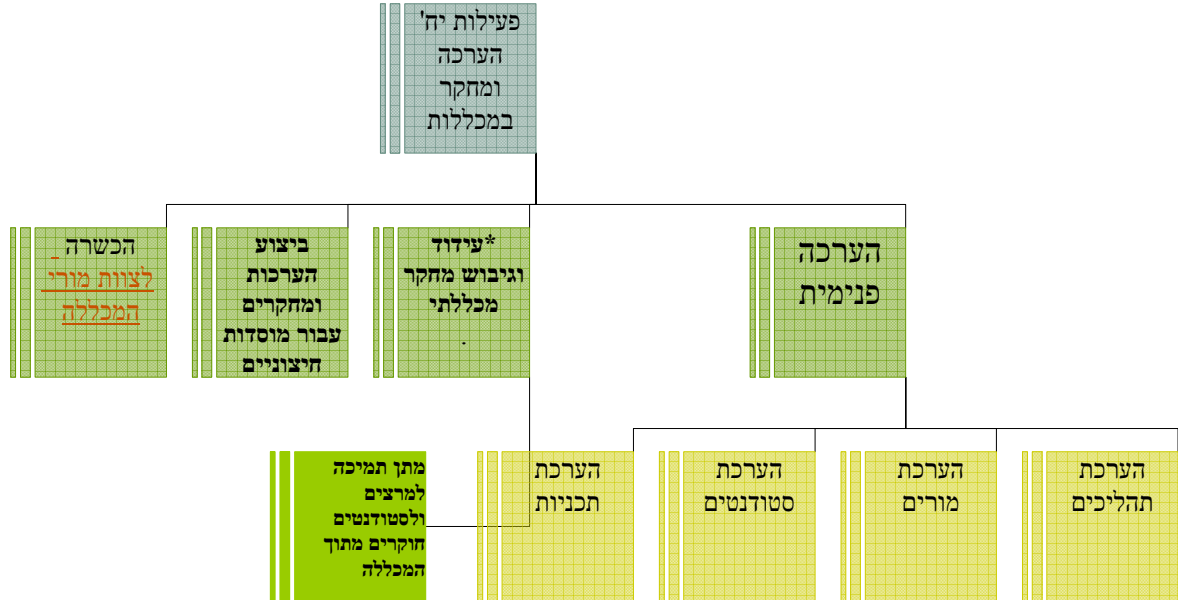 פעילות יח'
הערכה
ומחקר
במכללות
הערכה
פנימית
*עידוד
וגיבוש מחקר
מכללתי
.
ביצוע
הערכות
ומחקרים
עבור מוסדות
חיצוניים
הכשרה
לצוות מורי
המכללה
הערכת
תהליכים
הערכת
מורים
הערכת
סטודנטים
הערכת
תכניות
מתן תמיכה
למרצים
ולסטודנטים
חוקרים מתוך
המכללה